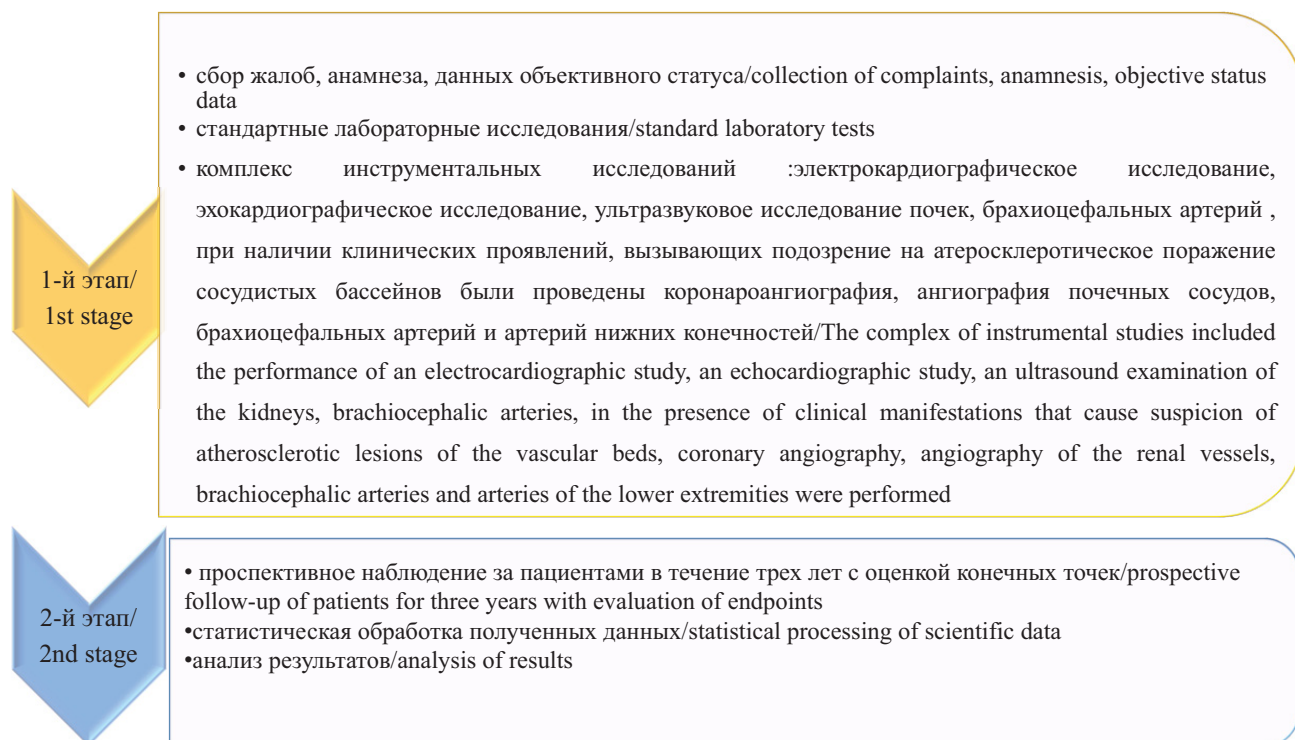 • сбор жалоб, анамнеза, данных объективного статуса/collection of complaints, anamnesis, objective status
data
• стандартные лабораторные исследования/standard laboratory tests
• комплекс инструментальных исследований :электрокардиографическое исследование,
эхокардиографическое исследование, ультразвуковое исследование почек, брахиоцефальных артерий ,
при наличии клинических проявлений, вызывающих подозрение на атеросклеротическое поражение
сосудистых бассейнов были проведены коронароангиография, ангиография почечных сосудов,
брахиоцефальных артерий и артерий нижних конечностей/The complex of instrumental studies included
the performance of an electrocardiographic study, an echocardiographic study, an ultrasound examination of
the kidneys, brachiocephalic arteries, in the presence of clinical manifestations that cause suspicion of
atherosclerotic lesions of the vascular beds, coronary angiography, angiography of the renal vessels,
brachiocephalic arteries and arteries of the lower extremities were performed
1-й этап/
1st stage
• проспективное наблюдение за пациентами в течение трех лет с оценкой конечных точек/prospective
follow-up of patients for three years with evaluation of endpoints
•статистическая обработка полученных данных/statistical processing of scientific data
•анализ результатов/analysis of results
2-й этап/
2nd stage